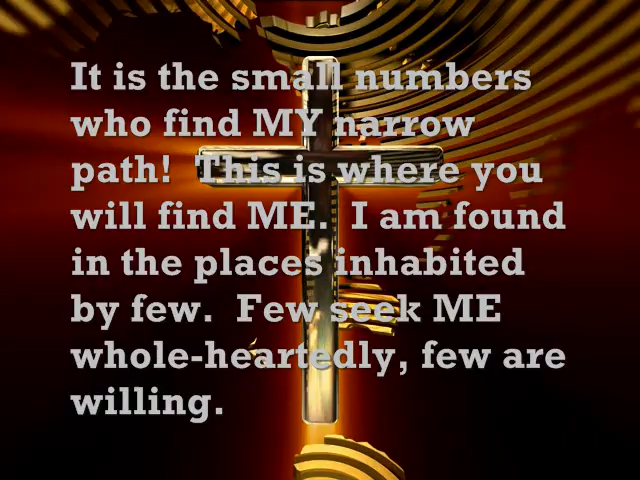 It is the small numbers
who find MY narrow
path!  This is where you
will find ME.  I am found
in the places inhabited
by few.  Few seek ME
whole-heartedly, few are
willing.